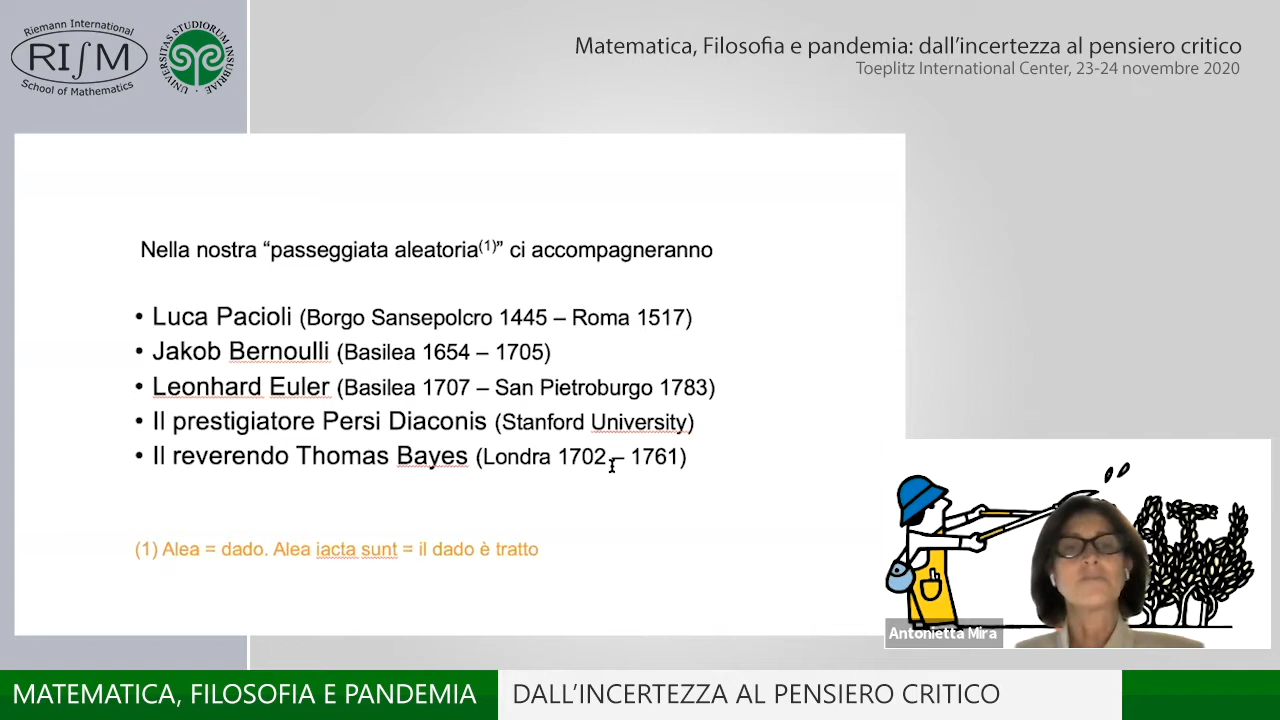 Riemann International
RI∫M
School of Mathematics
UNIVERSITAS STUDIORUM INSUBRIAE
Matematica, Filosofia e pandemia: dall'incertezza al pensiero critico
Toeplitz International Center, 23-24 novembre 2020
Nella nostra “passeggiata aleatoria(1)” ci accompagneranno
• Luca Pacioli (Borgo Sansepolcro 1445 – Roma 1517)
• Jakob Bernoulli (Basilea 1654 – 1705)
• Leonhard Euler (Basilea 1707 – San Pietroburgo 1783)
• Il prestigiatore Persi Diaconis (Stanford University)
• Il reverendo Thomas Bayes (Londra 1702 – 1761)
(1) Alea = dado. Alea iacta sunt = il dado è tratto
Antonietta Mira
MATEMATICA, FILOSOFIA E PANDEMIA
DALL'INCERTEZZA AL PENSIERO CRITICO